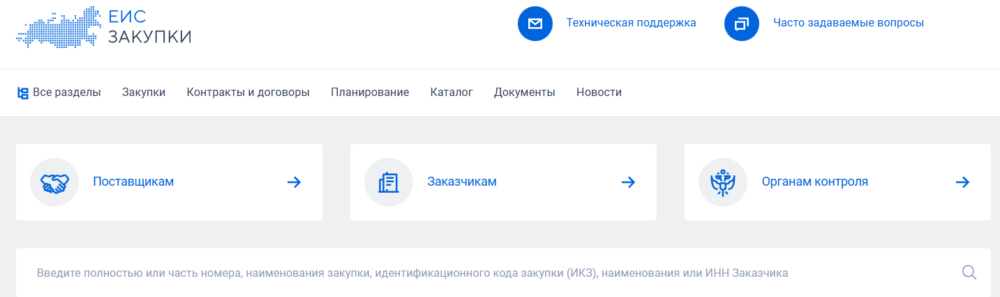 ЕИС
ЗАКУПКИ
Техническая поддержка
Часто задаваемые вопросы
Все разделы
Закупки
Контракты и договоры
Планирование
Каталог
Документы
Новости
Поставщикам
Заказчикам
Органам контроля
Введите полностью или часть номера, наименования закупки, идентификационного кода закупки (ИКЗ), наименования или ИНН Заказчика